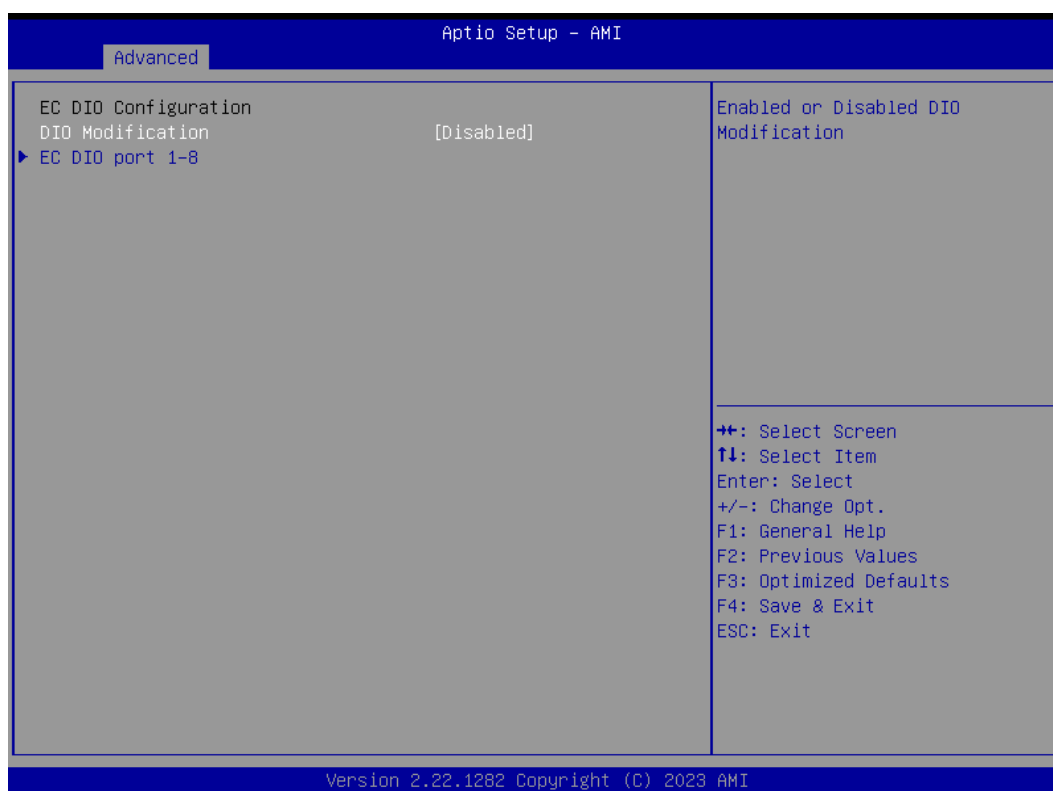 Aptio Setup – AMI
Advanced
EC DIO Configuration
DIO Modification [Disabled]
EC DIO port 1-8
Enabled or Disabled DIO
Modification
→←: Select Screen
↑↓: Select Item
Enter: Select
+/-: Change Opt.
F1: General Help
F2: Previous Values
F3: Optimized Defaults
F4: Save & Exit
ESC: Exit
Version 2.22.1282 Copyright (C) 2023 AMI